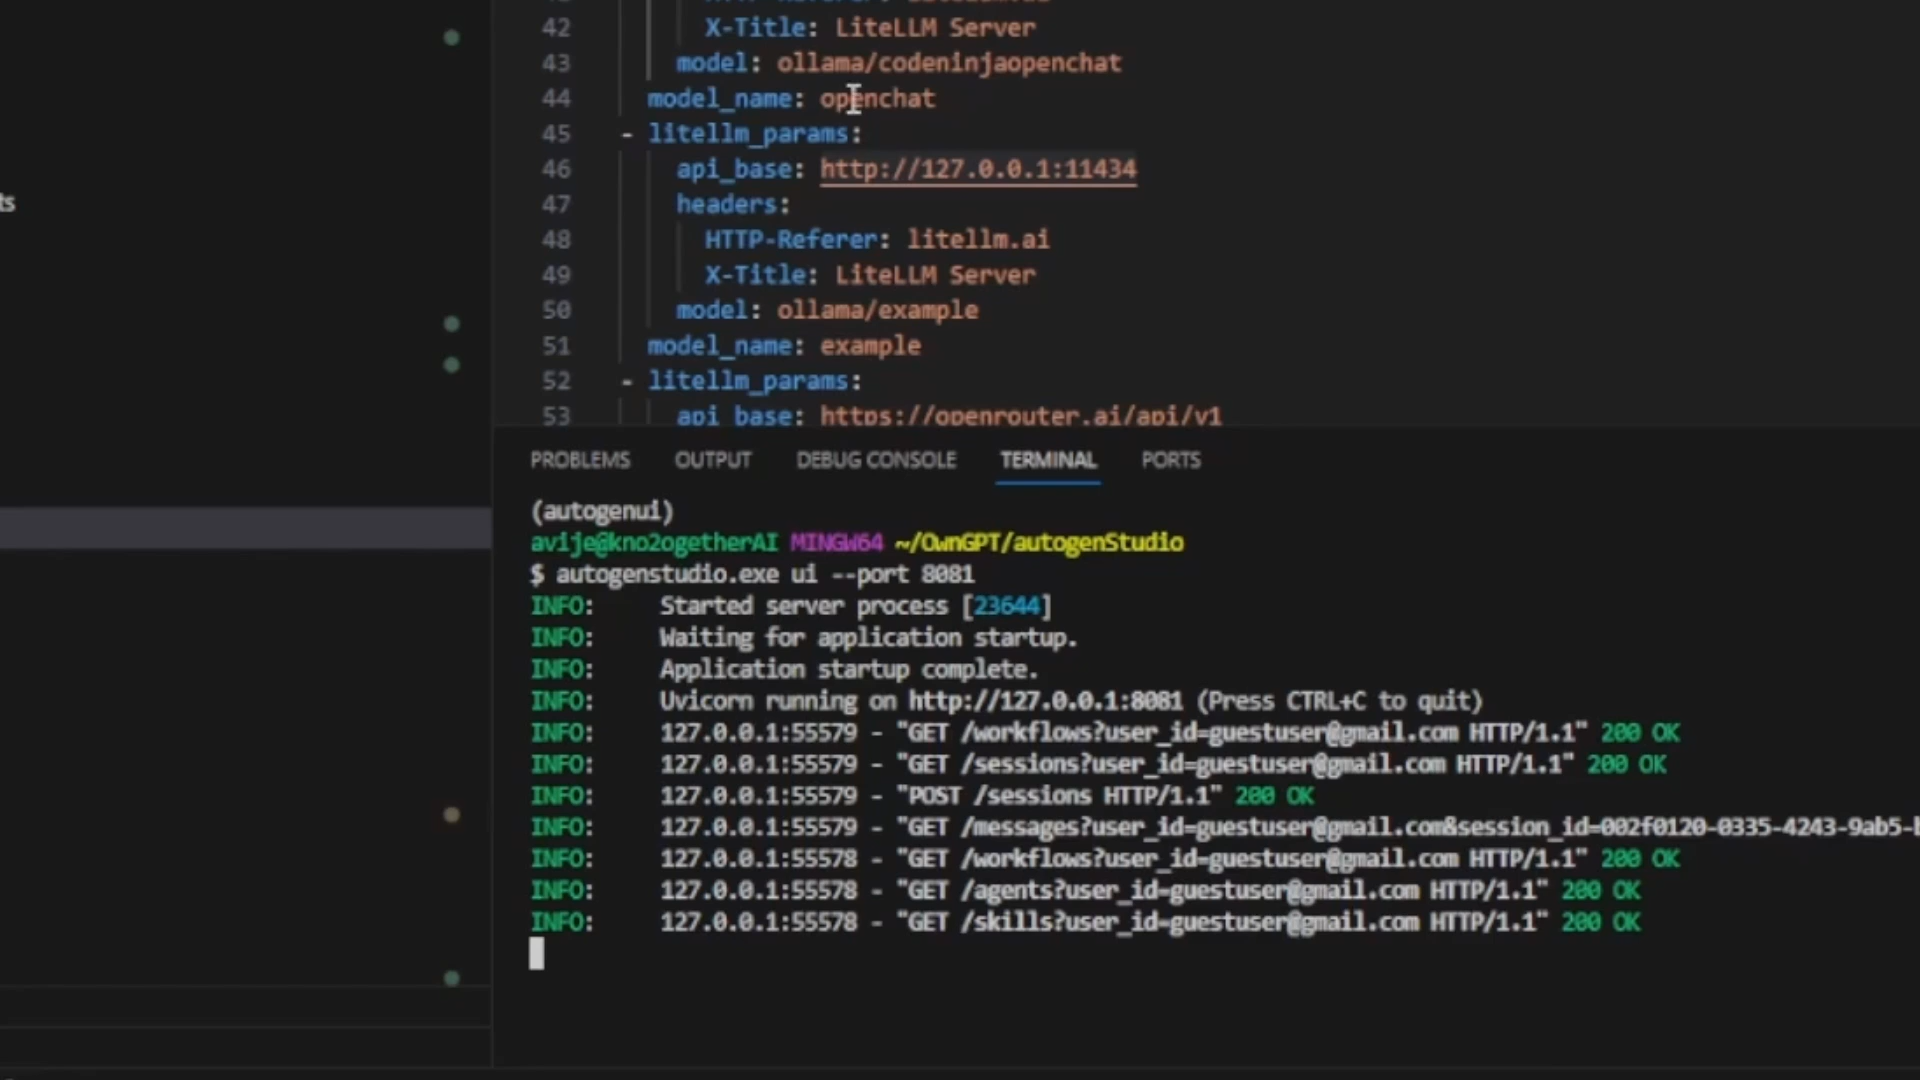 42 X-Title: LiteLLM Server
43 model: ollama/codeninjaopenchat
44 model_name: openchat
45 - litellm_params:
46 api_base: http://127.0.0.1:11434
47 headers:
48 HTTP-Referer: litellm.ai
49 X-Title: LiteLLM Server
50 model: ollama/example
51 model_name: example
52 - litellm_params:
53 api_base: https://openrouter.ai/api/v1
ts
PROBLEMS OUTPUT DEBUG CONSOLE TERMINAL PORTS
(autogenui)
avije@kno2ogetherAI MINGW64 ~/OwnGPT/autogenStudio
$ autogenstudio.exe ui --port 8081
INFO: Started server process [23644]
INFO: Waiting for application startup.
INFO: Application startup complete.
INFO: Uvicorn running on http://127.0.0.1:8081 (Press CTRL+C to quit)
INFO: 127.0.0.1:55579 - "GET /workflows?user_id=guestuser@gmail.com HTTP/1.1" 200 OK
INFO: 127.0.0.1:55579 - "GET /sessions?user_id=guestuser@gmail.com HTTP/1.1" 200 OK
INFO: 127.0.0.1:55579 - "POST /sessions HTTP/1.1" 200 OK
INFO: 127.0.0.1:55579 - "GET /messages?user_id=guestuser@gmail.com&session_id=002f0120-0335-4243-9ab5-
INFO: 127.0.0.1:55578 - "GET /workflows?user_id=guestuser@gmail.com HTTP/1.1" 200 OK
INFO: 127.0.0.1:55578 - "GET /agents?user_id=guestuser@gmail.com HTTP/1.1" 200 OK
INFO: 127.0.0.1:55578 - "GET /skills?user_id=guestuser@gmail.com HTTP/1.1" 200 OK